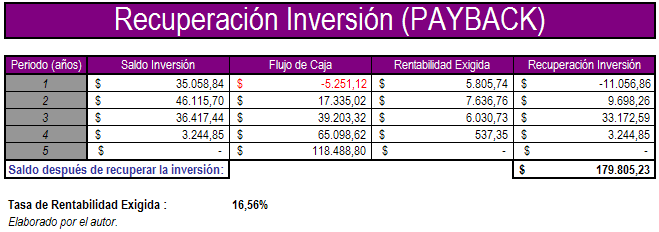 Recuperación Inversión (PAYBACK)
Periodo (años) Saldo Inversión Flujo de Caja Rentabilidad Exigida Recuperación Inversión
1 $ 35.058,84 $ -5.251,12 $ 5.805,74 $ -11.056,86
2 $ 46.115,70 $ 17.335,02 $ 7.636,76 $ 9.698,26
3 $ 36.417,44 $ 39.203,32 $ 6.030,73 $ 33.172,59
4 $ 3.244,85 $ 65.098,62 $ 537,35 $ 3.244,85
5 $ - $ 118.488,80 $ - $ -
Saldo después de recuperar la inversión: $ 179.805,23
Tasa de Rentabilidad Exigida : 16,56%
Elaborado por el autor.